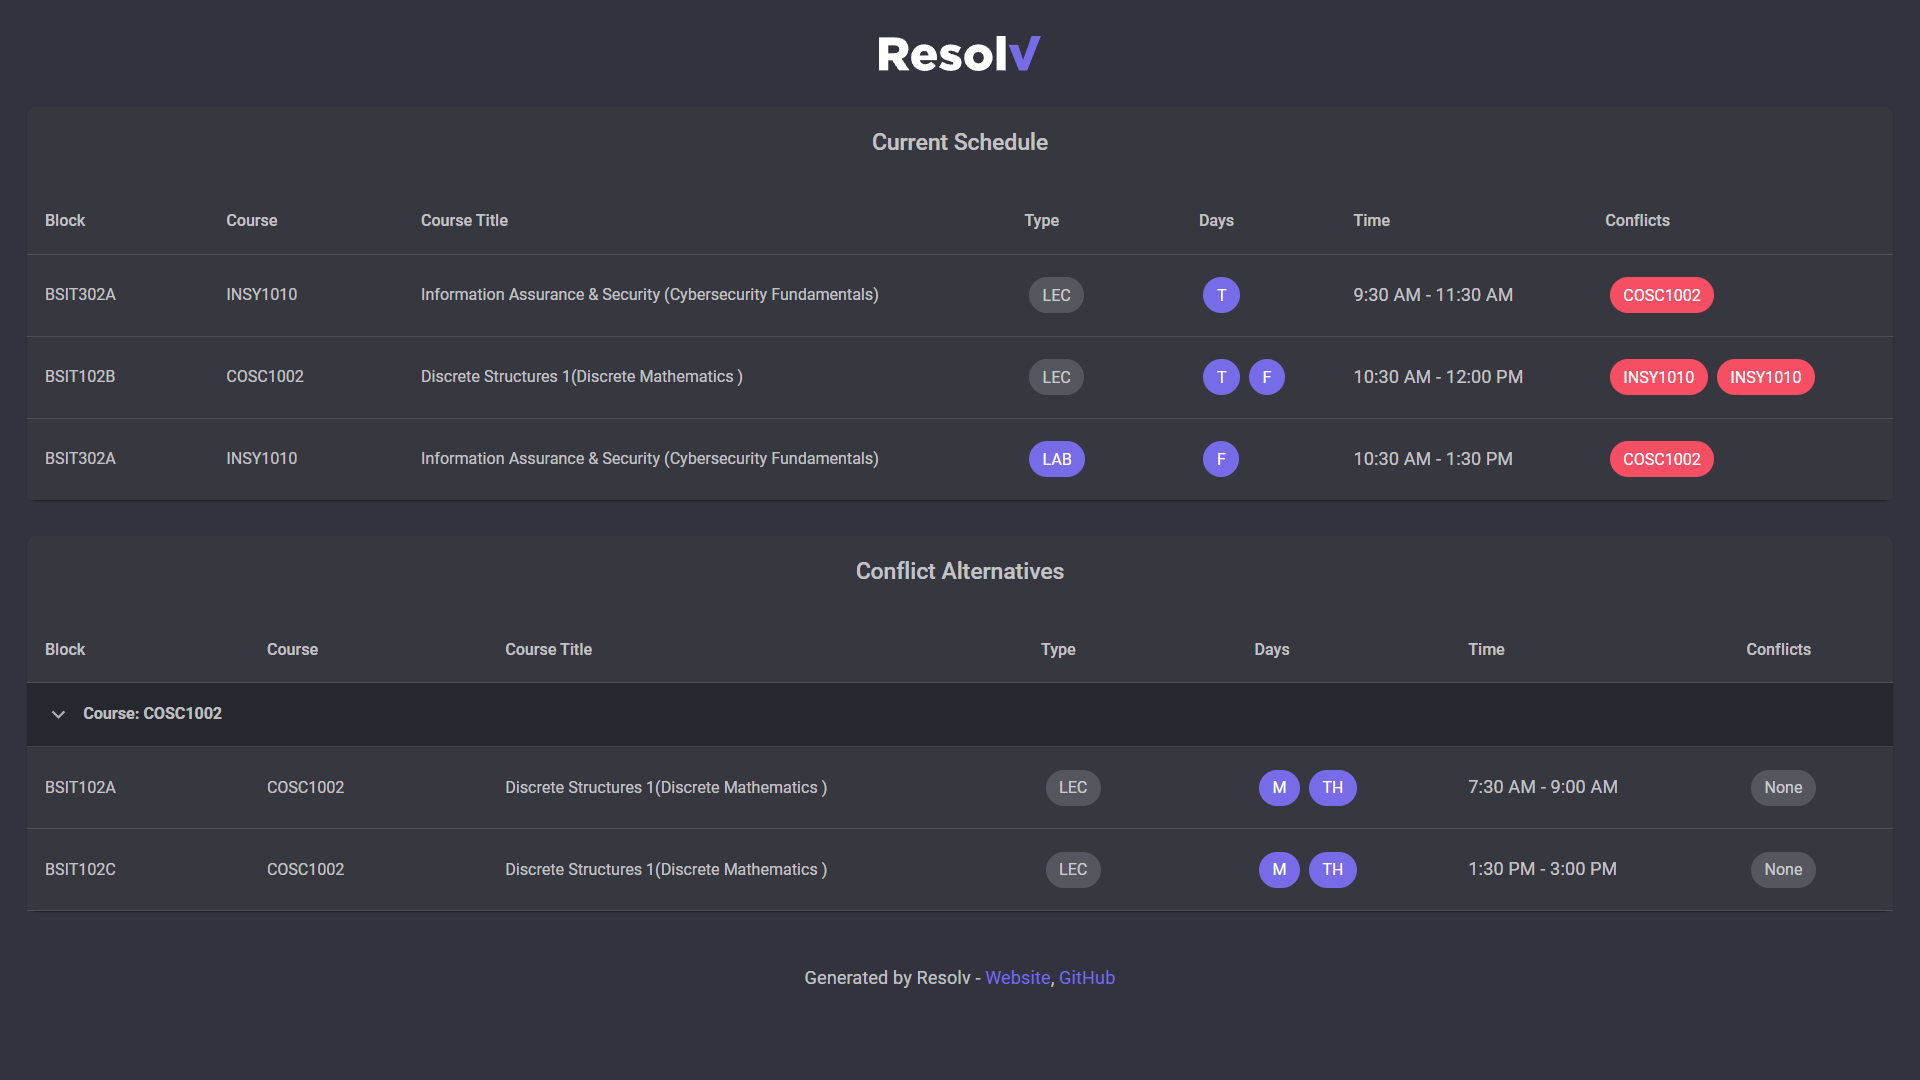 Resolv
Current Schedule
Block Course Course Title Type Days Time Conflicts
BSIT302A INSY1010 Information Assurance & Security (Cybersecurity Fundamentals) LEC T 9:30 AM - 11:30 AM COSC1002
BSIT102B COSC1002 Discrete Structures 1(Discrete Mathematics ) LEC T F 10:30 AM - 12:00 PM INSY1010 INSY1010
BSIT302A INSY1010 Information Assurance & Security (Cybersecurity Fundamentals) LAB F 10:30 AM - 1:30 PM COSC1002
Conflict Alternatives
Block Course Course Title Type Days Time Conflicts
Course: COSC1002
BSIT102A COSC1002 Discrete Structures 1(Discrete Mathematics ) LEC M TH 7:30 AM - 9:00 AM None
BSIT102C COSC1002 Discrete Structures 1(Discrete Mathematics ) LEC M TH 1:30 PM - 3:00 PM None
Generated by Resolv - Website, GitHub